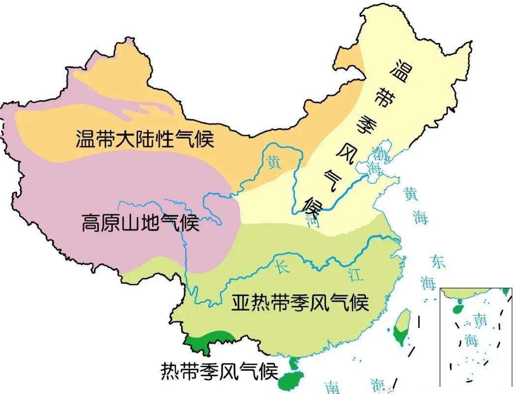 温带季风气候
温带大陆性气候
高原山地气候
亚热带季风气候
热带季风气候
黄河
长江
渤海
黄海
东海
南海
南海